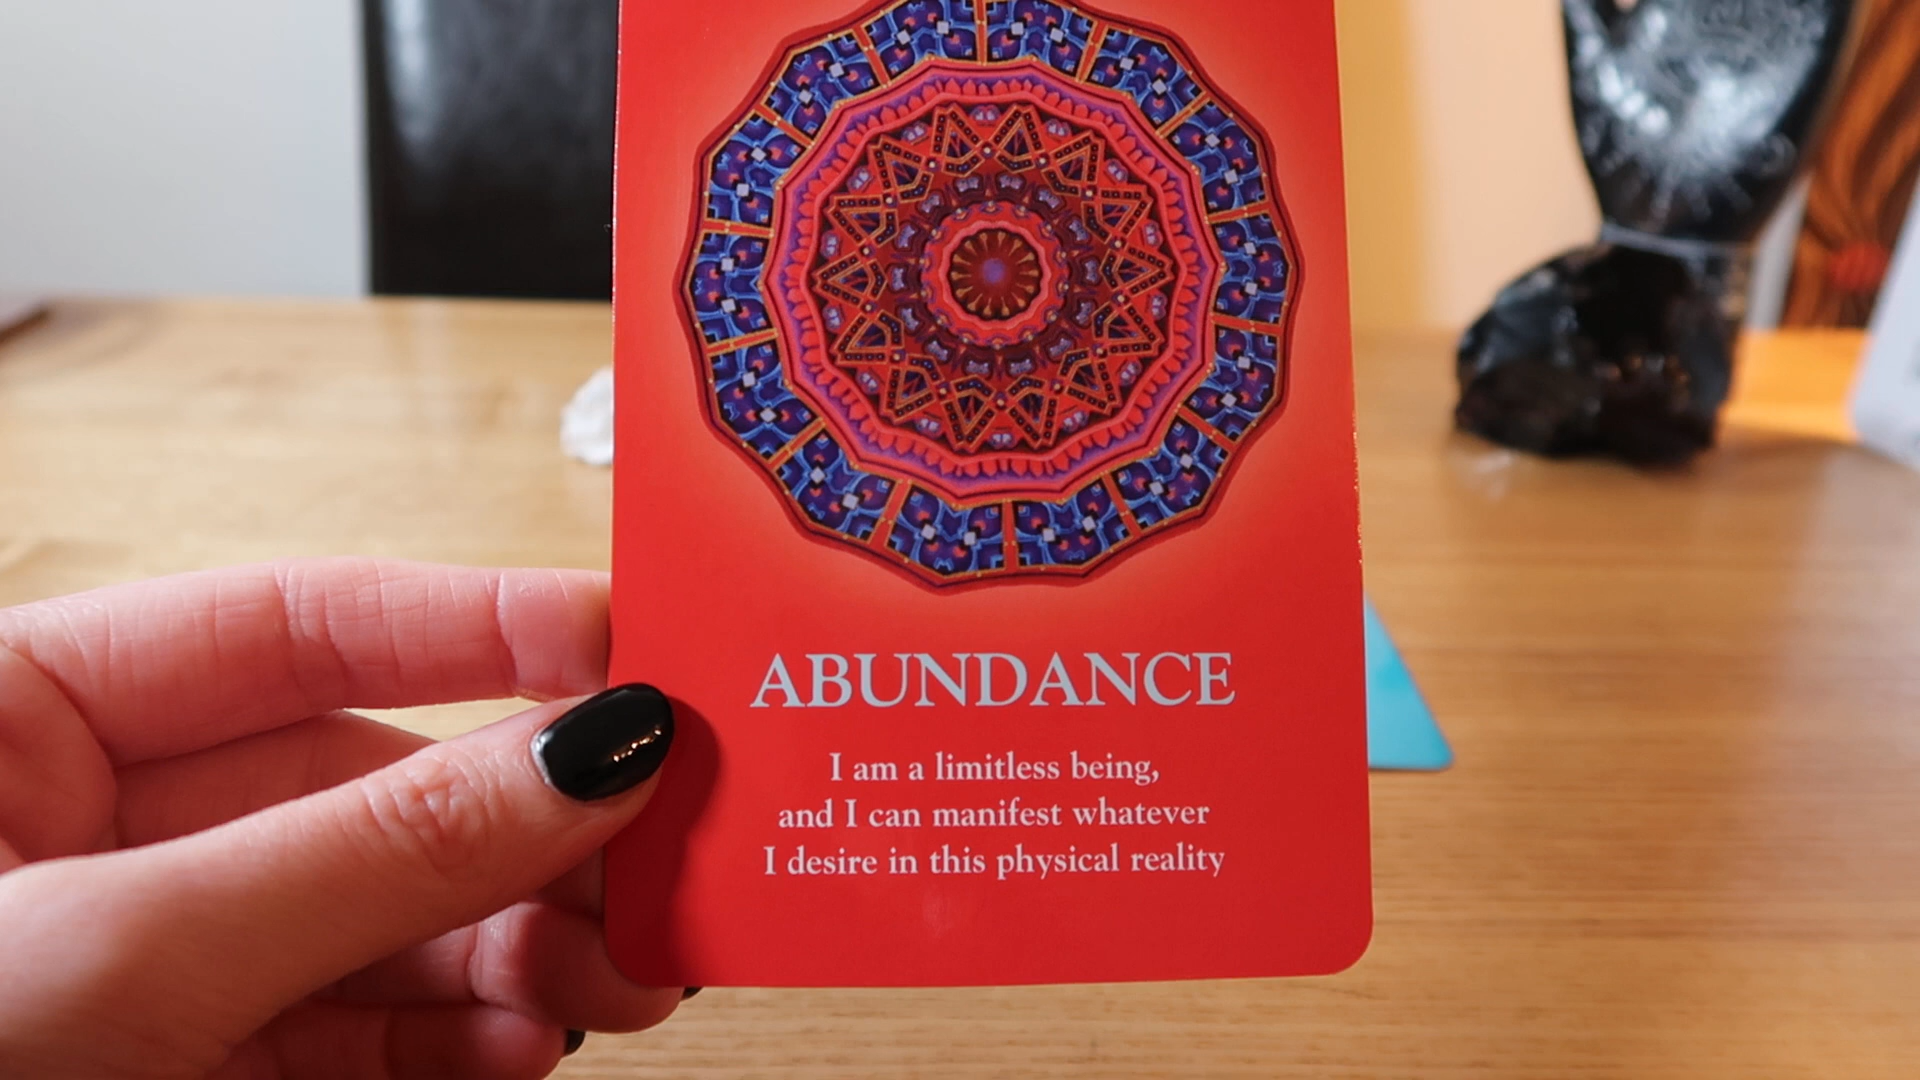 ABUNDANCE
I am a limitless being,
and I can manifest whatever
I desire in this physical reality